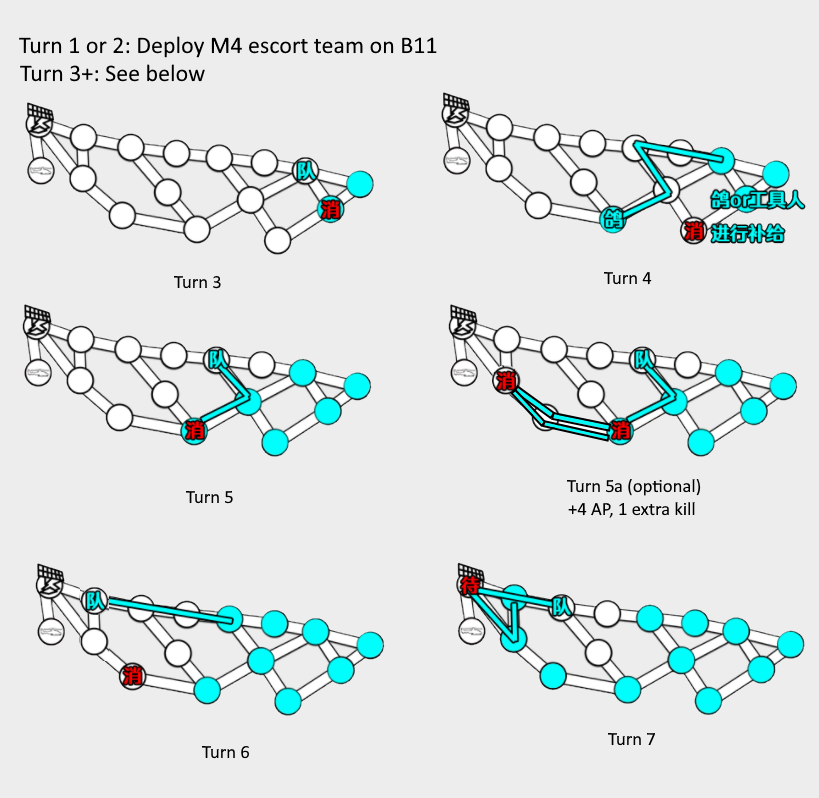 Turn 1 or 2: Deploy M4 escort team on B11
Turn 3+: See below
队
消
Turn 3
鸽
鸽or工具人
消 进行补给
Turn 4
队
消
Turn 5
队
消
消
Turn 5a (optional)
+4 AP, 1 extra kill
队
消
Turn 6
待
队
Turn 7